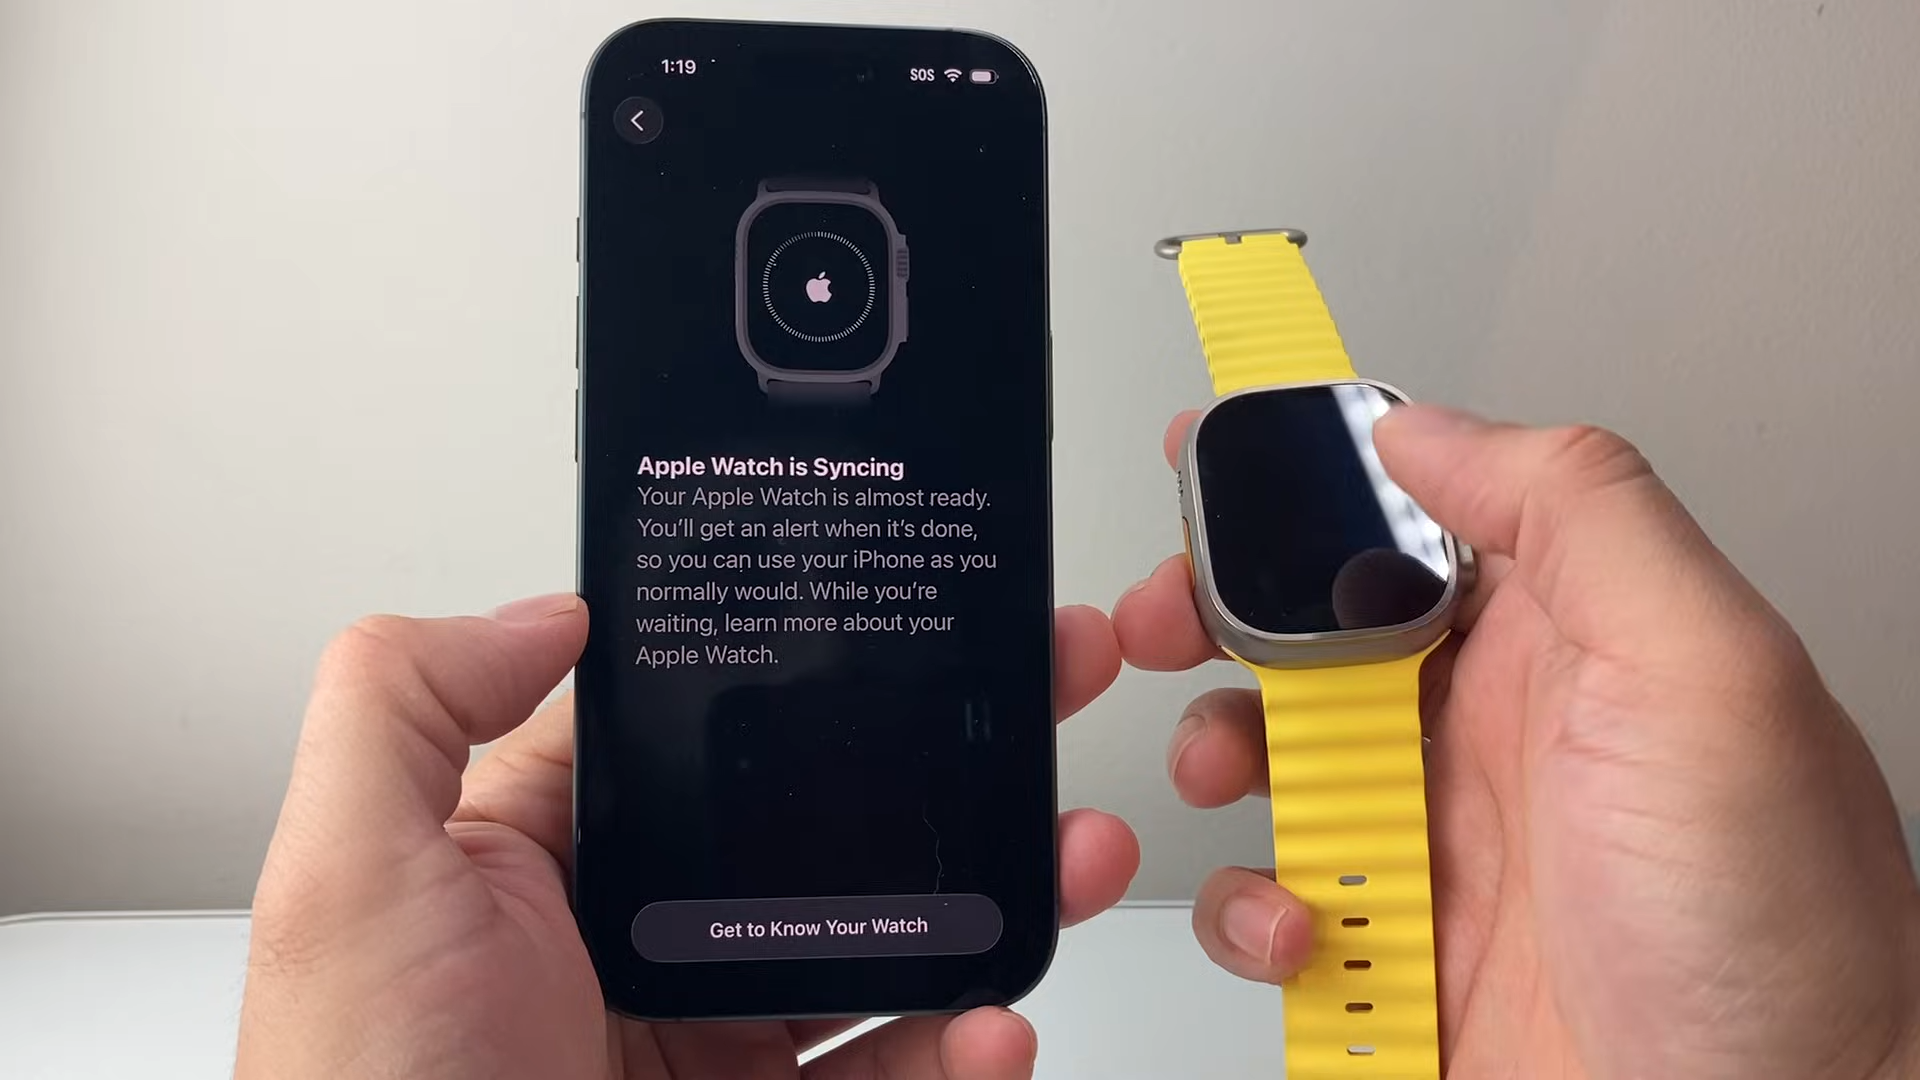 1:19
SOS
Apple Watch is Syncing
Your Apple Watch is almost ready.
You’ll get an alert when it’s done,
so you can use your iPhone as you
normally would. While you’re
waiting, learn more about your
Apple Watch.
Get to Know Your Watch